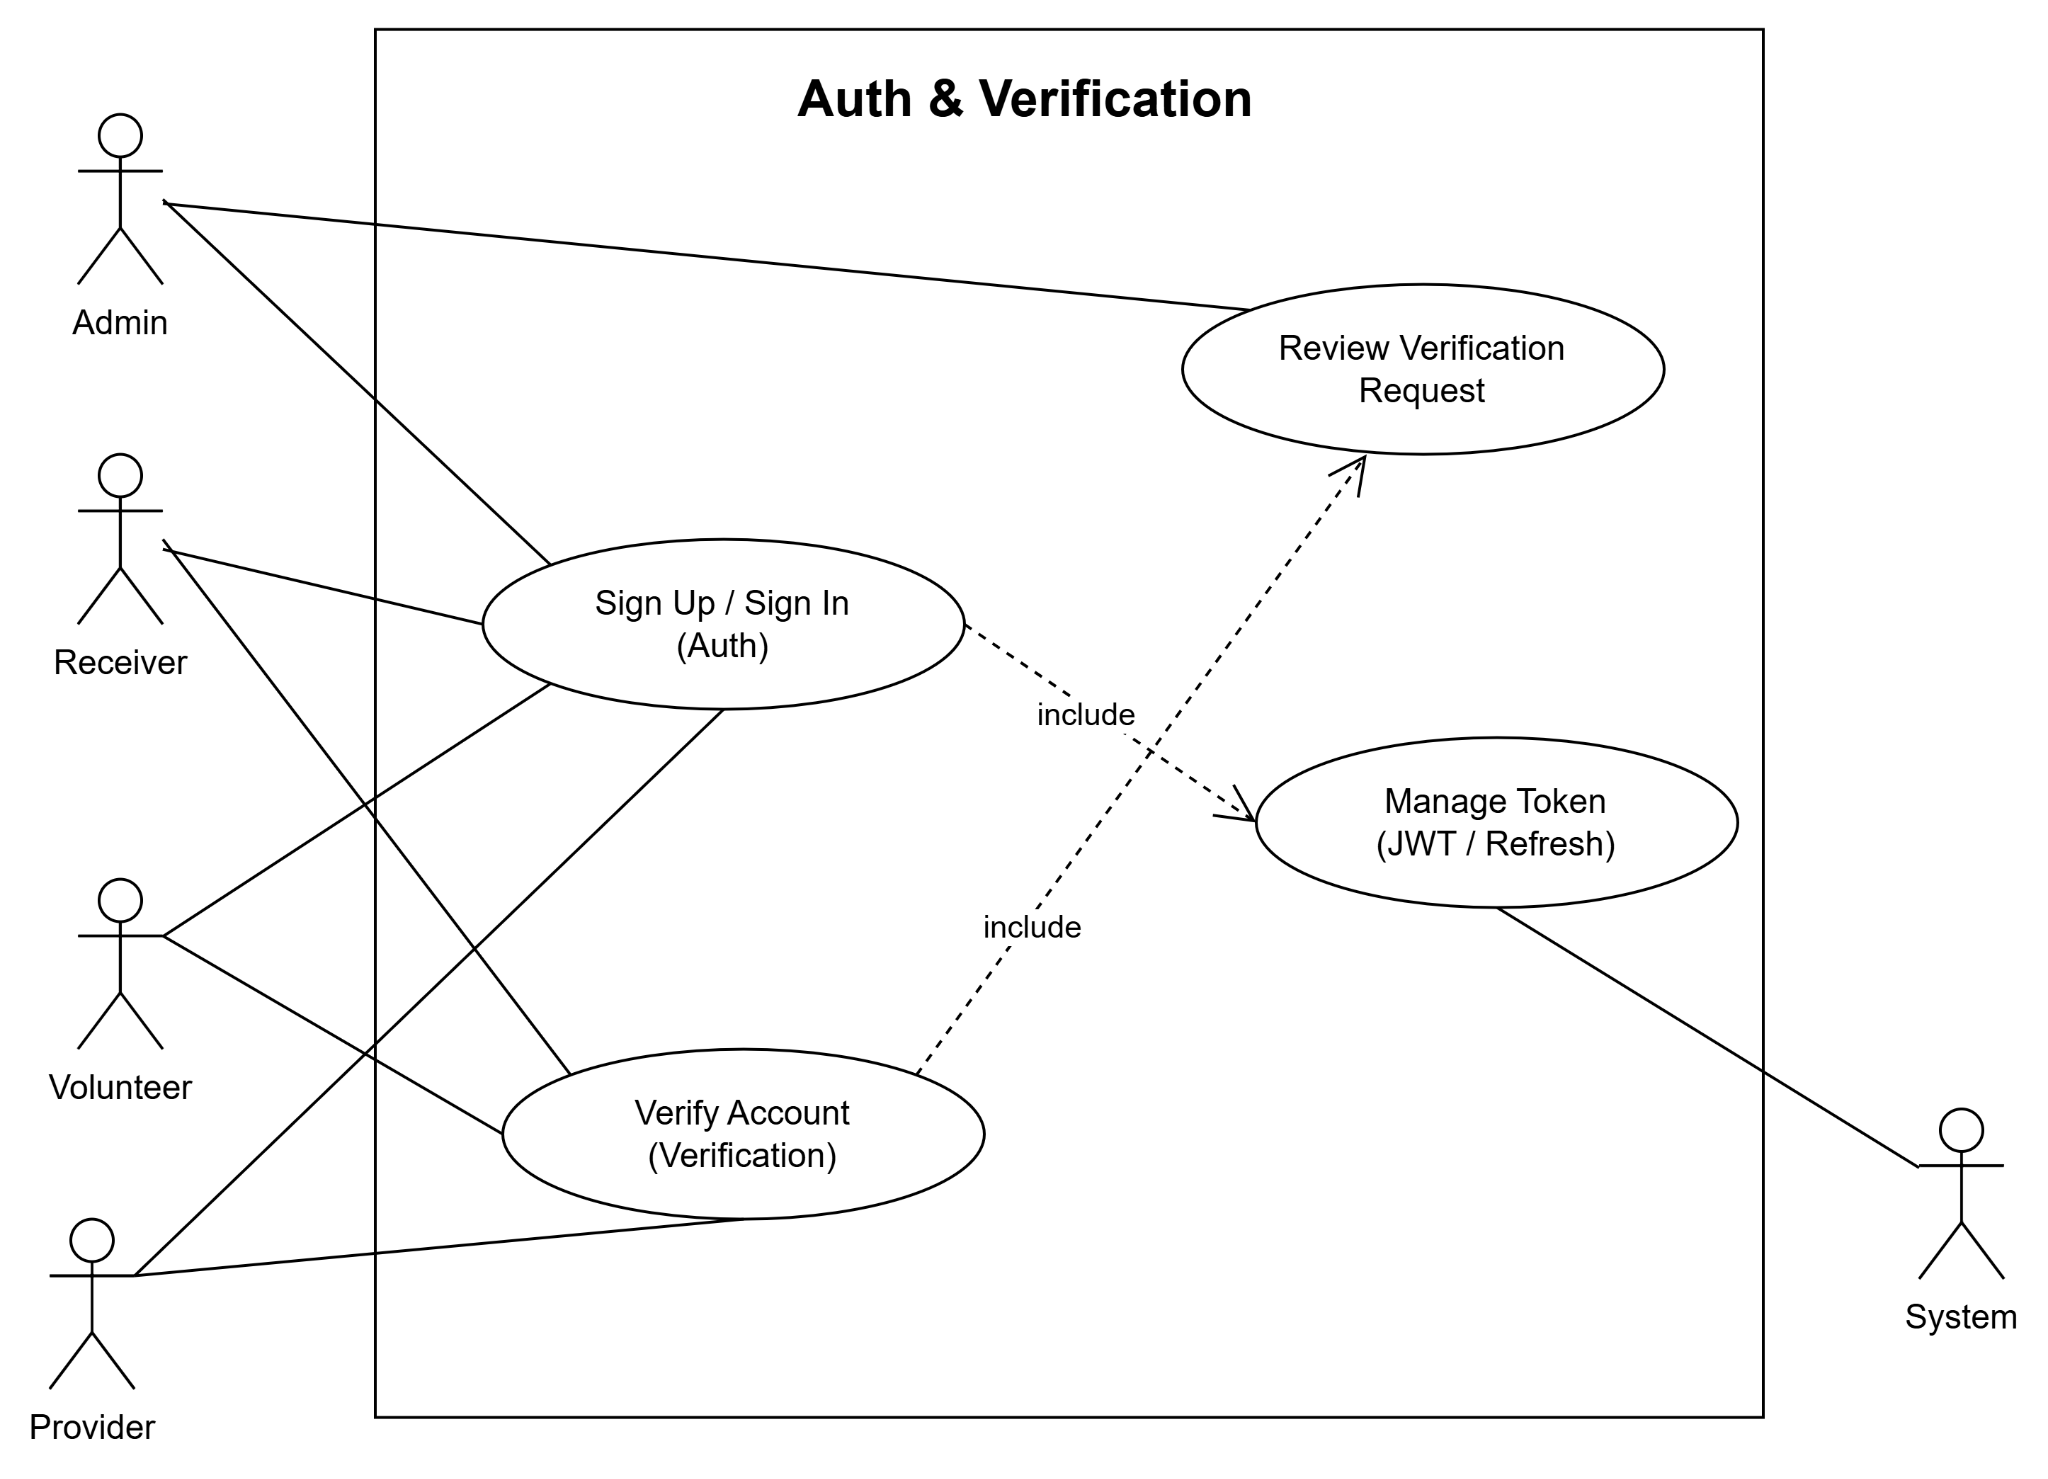 Auth & Verification
Admin
Review Verification
Request
Receiver
Sign Up / Sign In
(Auth)
include
Manage Token
(JWT / Refresh)
include
Volunteer
Verify Account
(Verification)
System
Provider